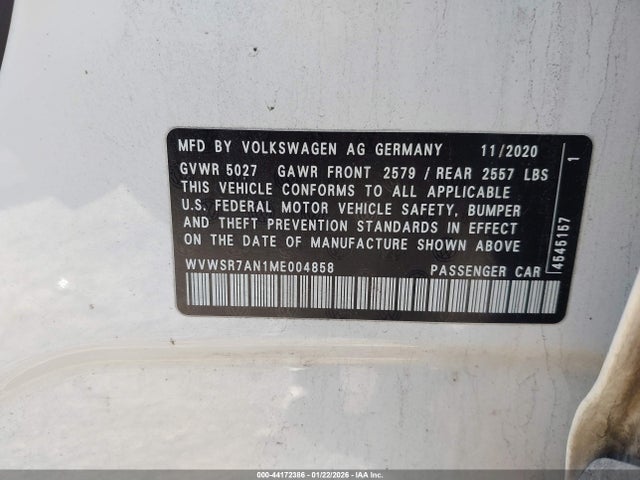 MFD BY VOLKSWAGEN AG GERMANY 11/2020
GVWR 5027 GAWR FRONT 2579 / REAR 2557 LBS
THIS VEHICLE CONFORMS TO ALL APPLICABLE
U.S. FEDERAL MOTOR VEHICLE SAFETY, BUMPER
AND THEFT PREVENTION STANDARDS IN EFFECT
ON DATE OF MANUFACTURE SHOWN ABOVE
WVWSR7AN1ME004858 PASSENGER CAR
4545157 1
000-44172386 - 01/22/2026 - IAA Inc.